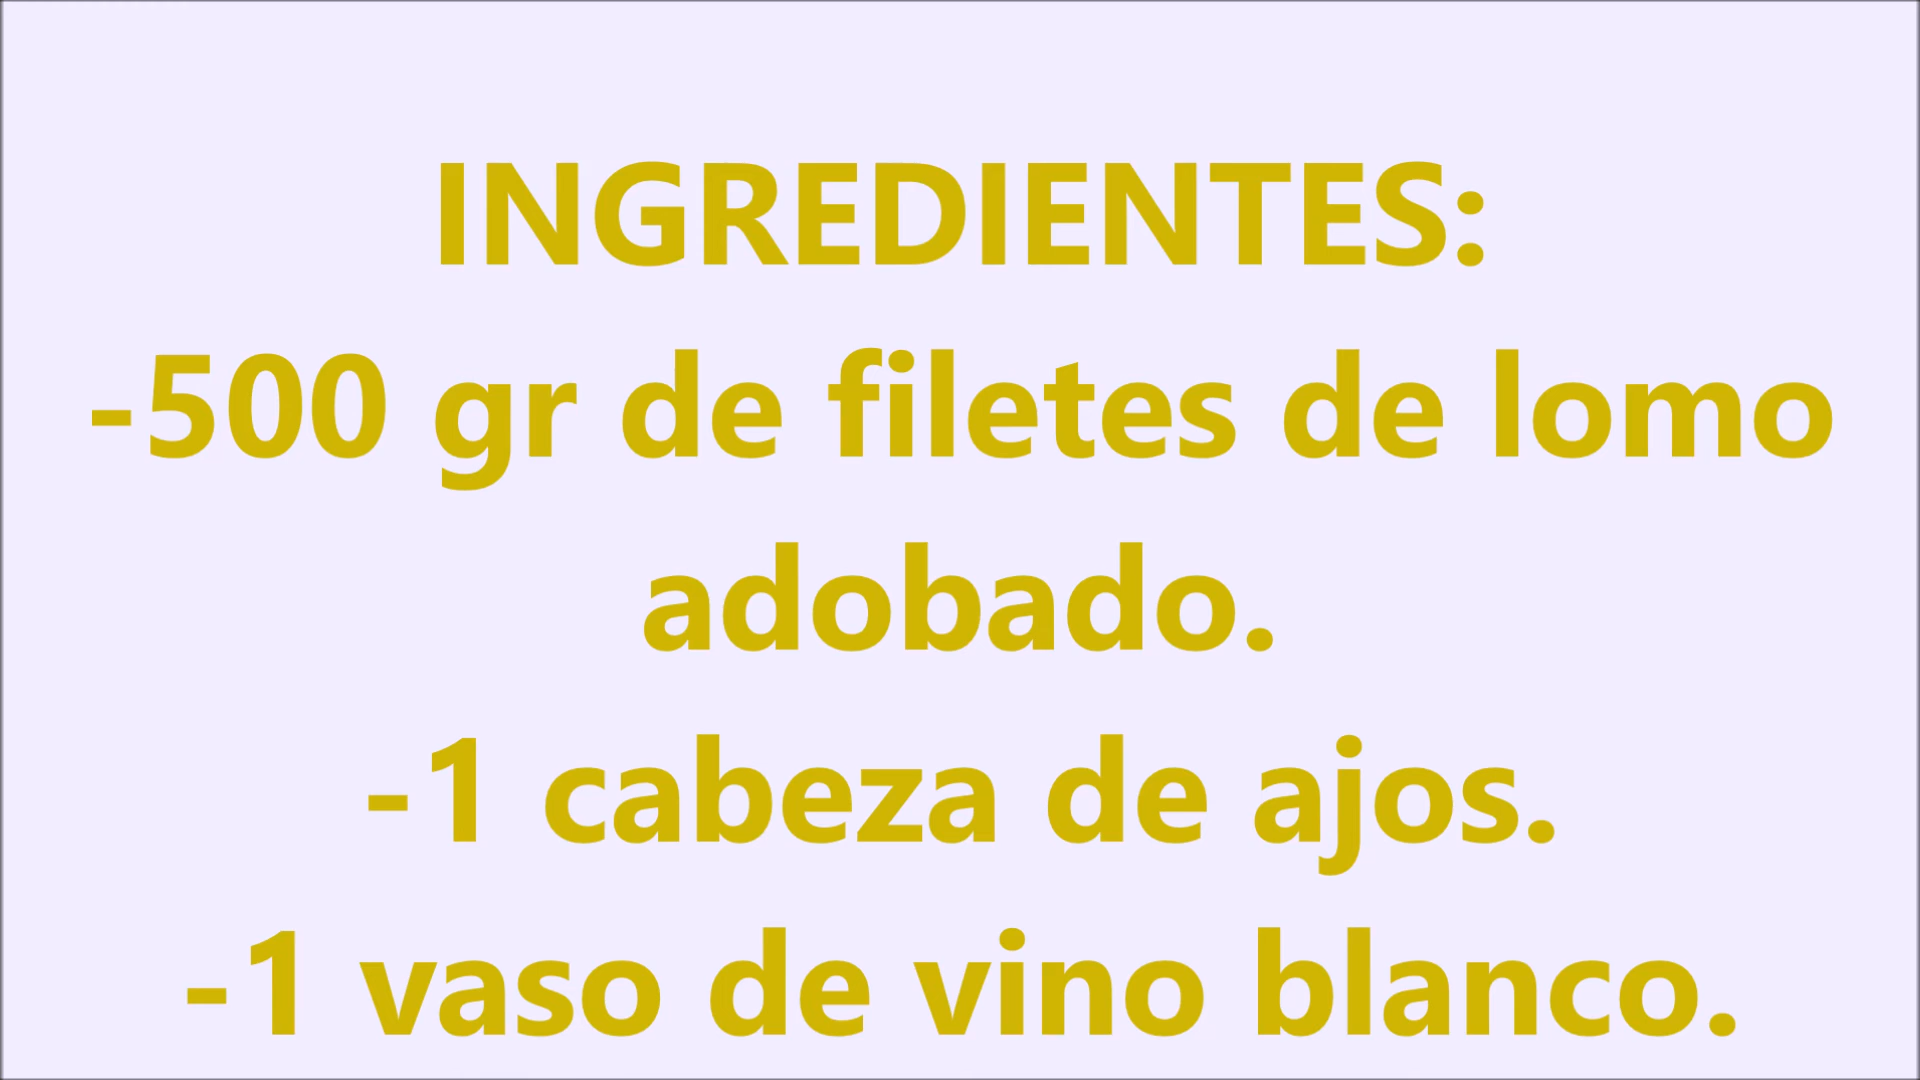 INGREDIENTES:
-500 gr de filetes de lomo
adobado.
-1 cabeza de ajos.
-1 vaso de vino blanco.